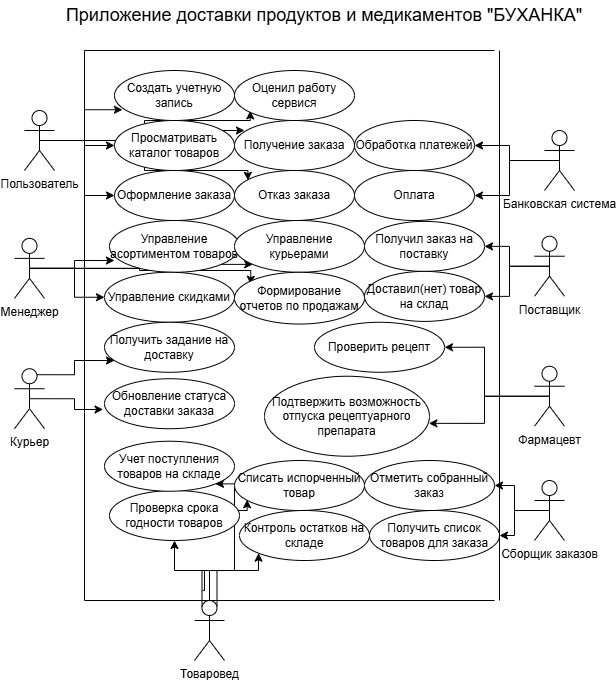 Приложение доставки продуктов и медикаментов "БУХАНКА"
Создать учетную
запись
Оценил работу
сервися
Просматривать
каталог товаров
Получение заказа
Обработка платежей
Пользователь
Оформление заказа
Отказ заказа
Оплата
Банковская система
Управление
асортиментом товаров
Управление
курьерами
Получил заказ на
поставку
Менеджер
Управление скидками
Формирование
отчетов по продажам
Доставил(нет) товар
на склад
Поставщик
Получить задание на
доставку
Проверить рецепт
Курьер
Обновление статуса
доставки заказа
Подтвердить возможность
отпуска рецептуарного
препарата
Фармацевт
Учет поступления
товаров на складе
Списать испорченный
товар
Отметить собранный
заказ
Проверка срока
годности товаров
Контроль остатков на
складе
Получить список
товаров для заказа
Сборщик заказов
Товаровед